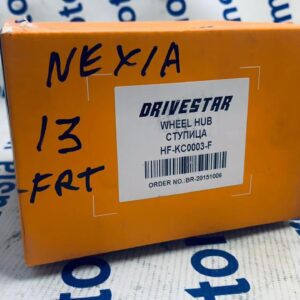 NEXIA
13
FRT
DRIVESTAR
WHEEL HUB
СТУПИЦА
HF-KC0003-F
ORDER NO.:BR-20151006